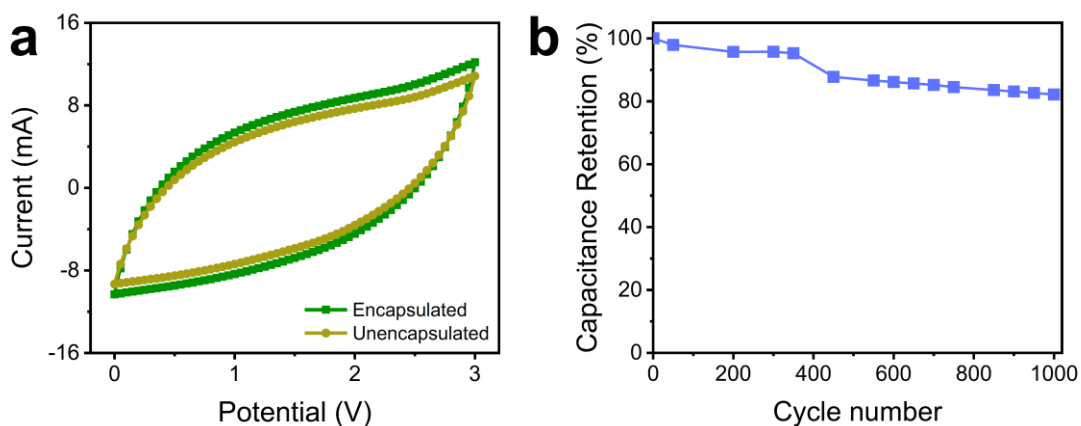 a
16
8
0
-8
-16
Current (mA)
0
1
2
3
Potential (V)
Encapsulated
Unencapsulated
b
100
80
60
40
20
0
Capacitance Retention (%)
0
200
400
600
800
1000
Cycle number